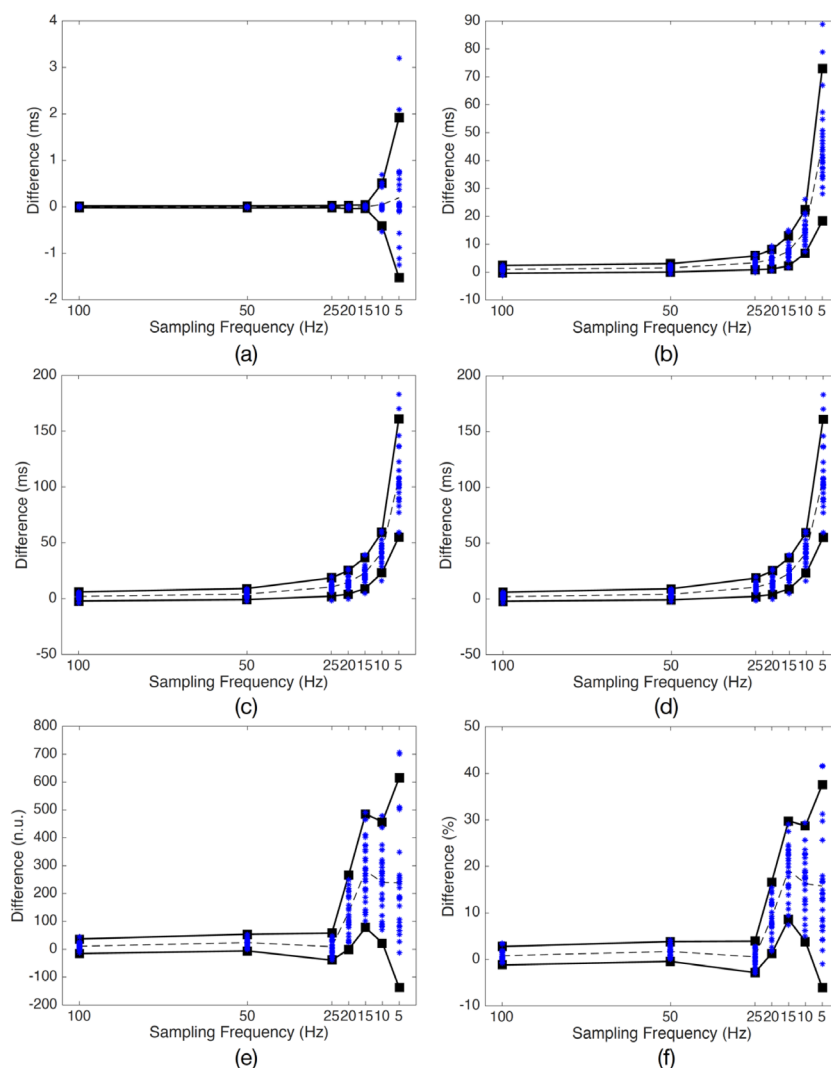 4
3
2
1
0
-1
-2
Difference (ms)
100 50 25 20 15 10 5
Sampling Frequency (Hz)
(a)
90
80
70
60
50
40
30
20
10
0
-10
Difference (ms)
100 50 25 20 15 10 5
Sampling Frequency (Hz)
(b)
200
150
100
50
0
-50
Difference (ms)
100 50 25 20 15 10 5
Sampling Frequency (Hz)
(c)
200
150
100
50
0
-50
Difference (ms)
100 50 25 20 15 10 5
Sampling Frequency (Hz)
(d)
800
700
600
500
400
300
200
100
0
-100
-200
Difference (n.u.)
100 50 25 20 15 10 5
Sampling Frequency (Hz)
(e)
50
40
30
20
10
0
-10
Difference (%)
100 50 25 20 15 10 5
Sampling Frequency (Hz)
(f)